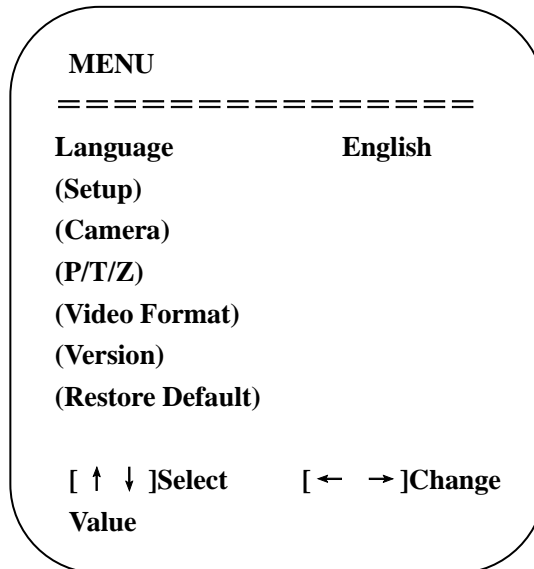 MENU
===============
Language English
(Setup)
(Camera)
(P/T/Z)
(Video Format)
(Version)
(Restore Default)
[ ↑ ↓ ]Select [ ← → ]Change
Value